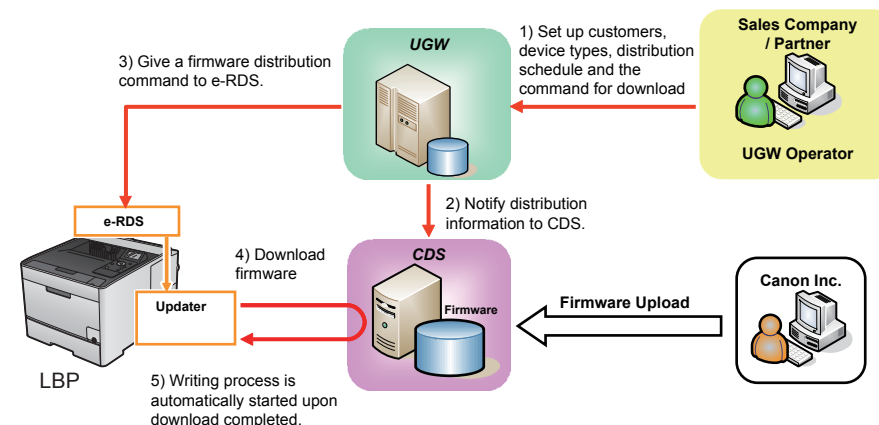 UGW
1) Set up customers,
device types, distribution
schedule and the
command for download
Sales Company
/ Partner
UGW Operator
3) Give a firmware distribution
command to e-RDS.
2) Notify distribution
information to CDS.
e-RDS
4) Download
firmware
CDS
Firmware
Updater
Firmware Upload
Canon Inc.
LBP
5) Writing process is
automatically started upon
download completed.